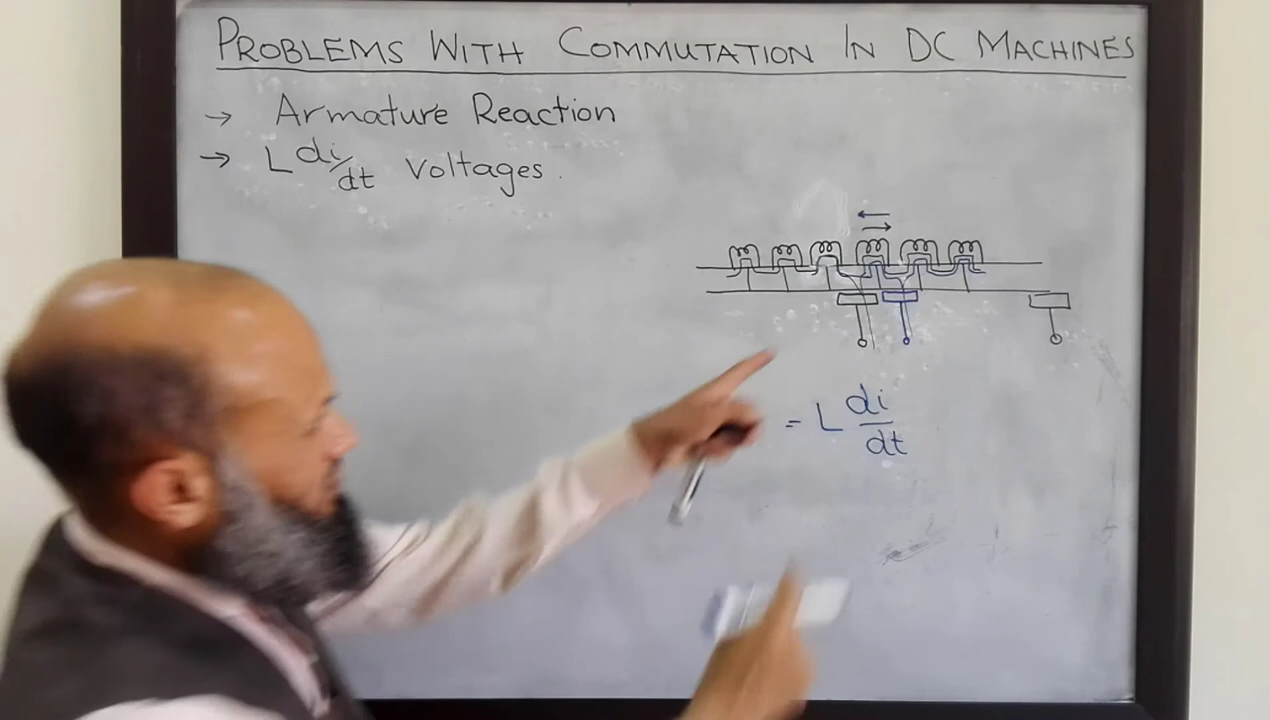 PROBLEMS WITH COMMUTATION IN DC MACHINES
→ Armature Reaction
→ L di/dt Voltages.
= L di/dt